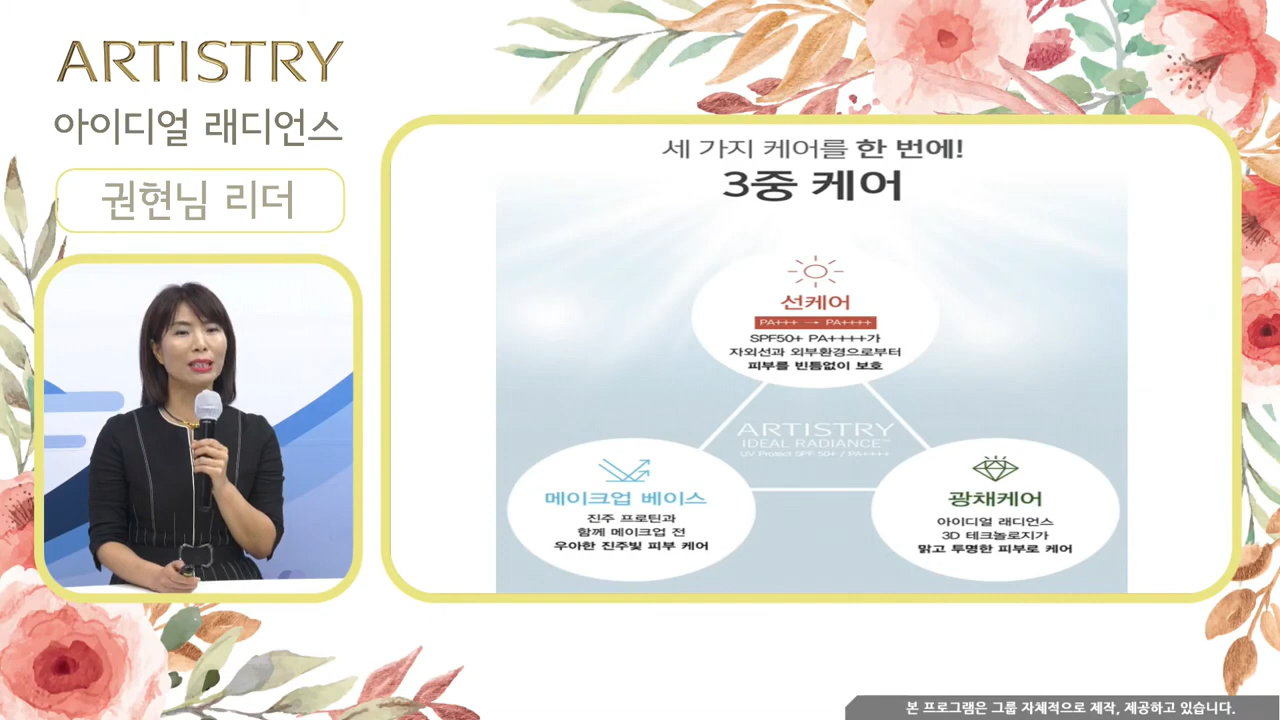 ARTISTRY
아이디얼 래디언스
권현님 리더
세 가지 케어를 한 번에!
3중 케어
선케어
PA+++ → PA++++
SPF50+ PA++++가
자외선과 외부환경으로부터
피부를 빈틈없이 보호
ARTISTRY
IDEAL RADIANCE™
UV Protect SPF 50+ / PA++++
메이크업 베이스
진주 프로틴과
함께 메이크업 전
우아한 진주빛 피부 케어
광채케어
아이디얼 래디언스
3D 테크놀로지가
맑고 투명한 피부로 케어
본 프로그램은 그룹 자체적으로 제작, 제공하고 있습니다.